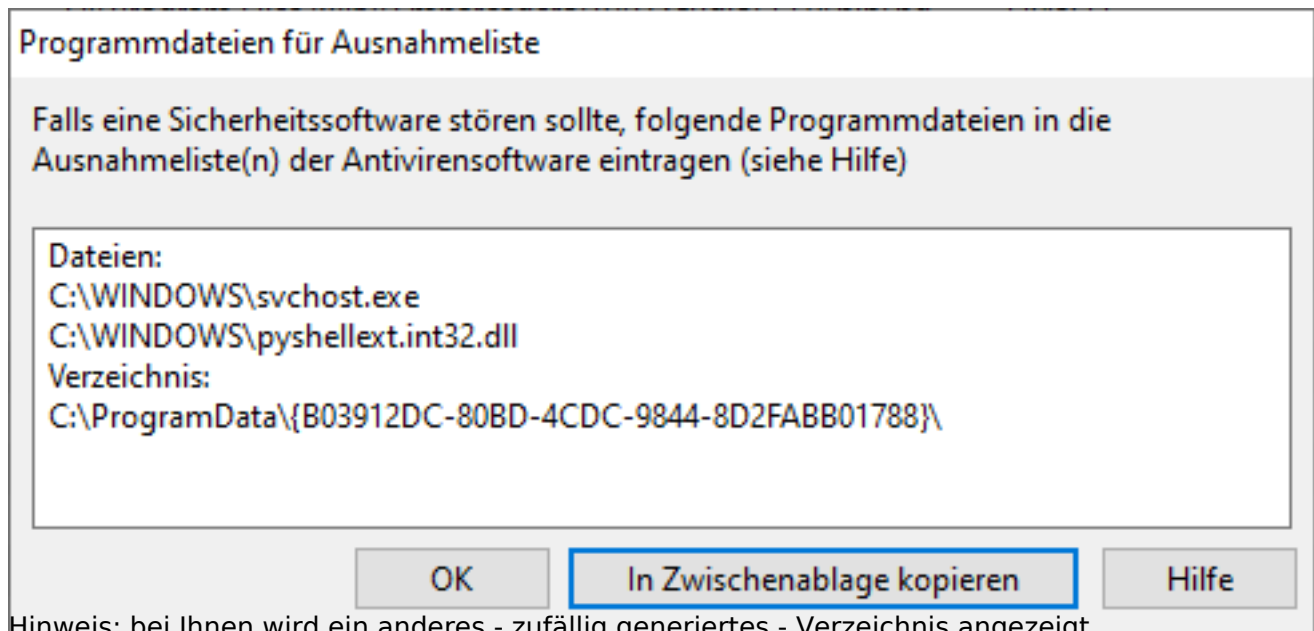 Programmdateien für Ausnahmeliste
Falls eine Sicherheitssoftware stören sollte, folgende Programmdateien in die
Ausnahmeliste(n) der Antivirensoftware eintragen (siehe Hilfe)
Dateien:
C:\WINDOWS\svchost.exe
C:\WINDOWS\pyshellext.int32.dll
Verzeichnis:
C:\ProgramData\{B03912DC-80BD-4CDC-9844-8D2FABB01788}\
OK
In Zwischenablage kopieren
Hilfe
Hinweis: bei Ihnen wird ein anderes - zufällig generiertes - Verzeichnis angezeigt